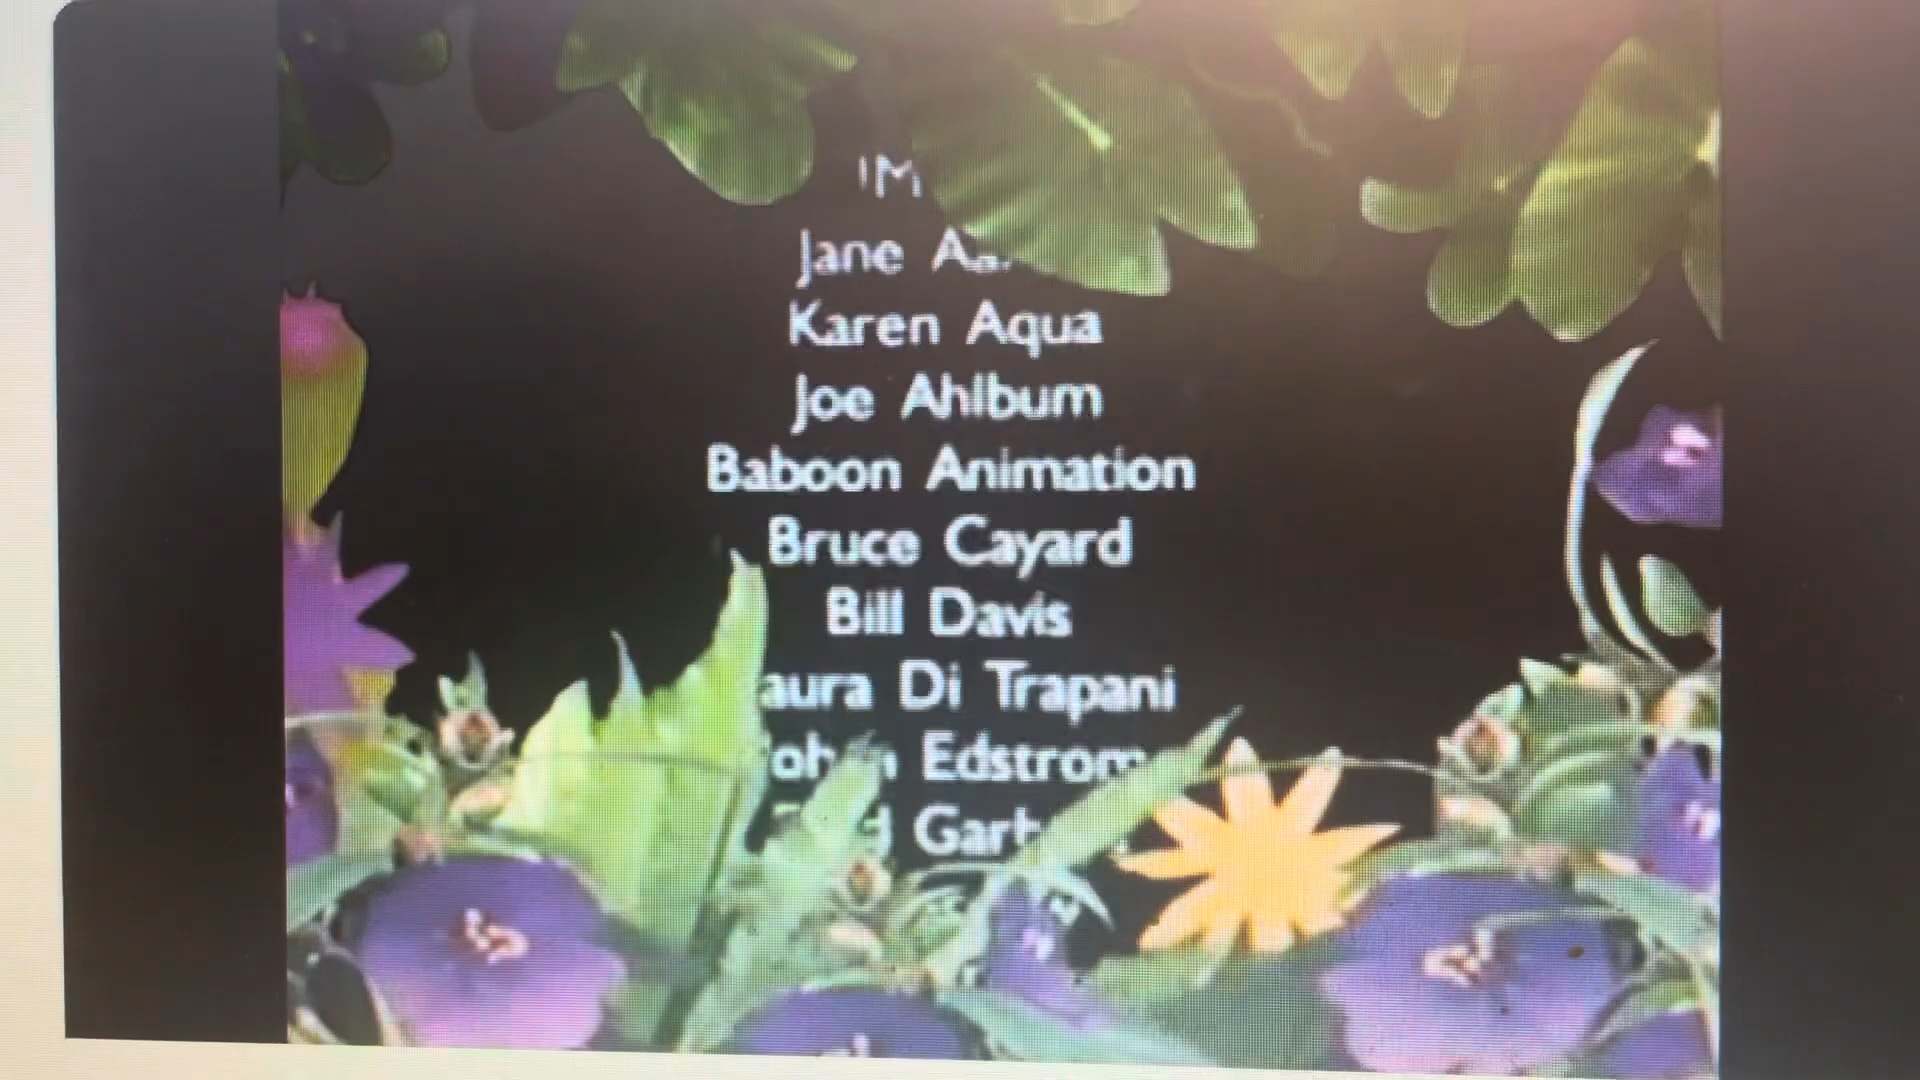 Jane
Karen Aqua
Joe Ahlbum
Baboon Animation
Bruce Cayard
Bill Davis
Di Trapani
Edstrom